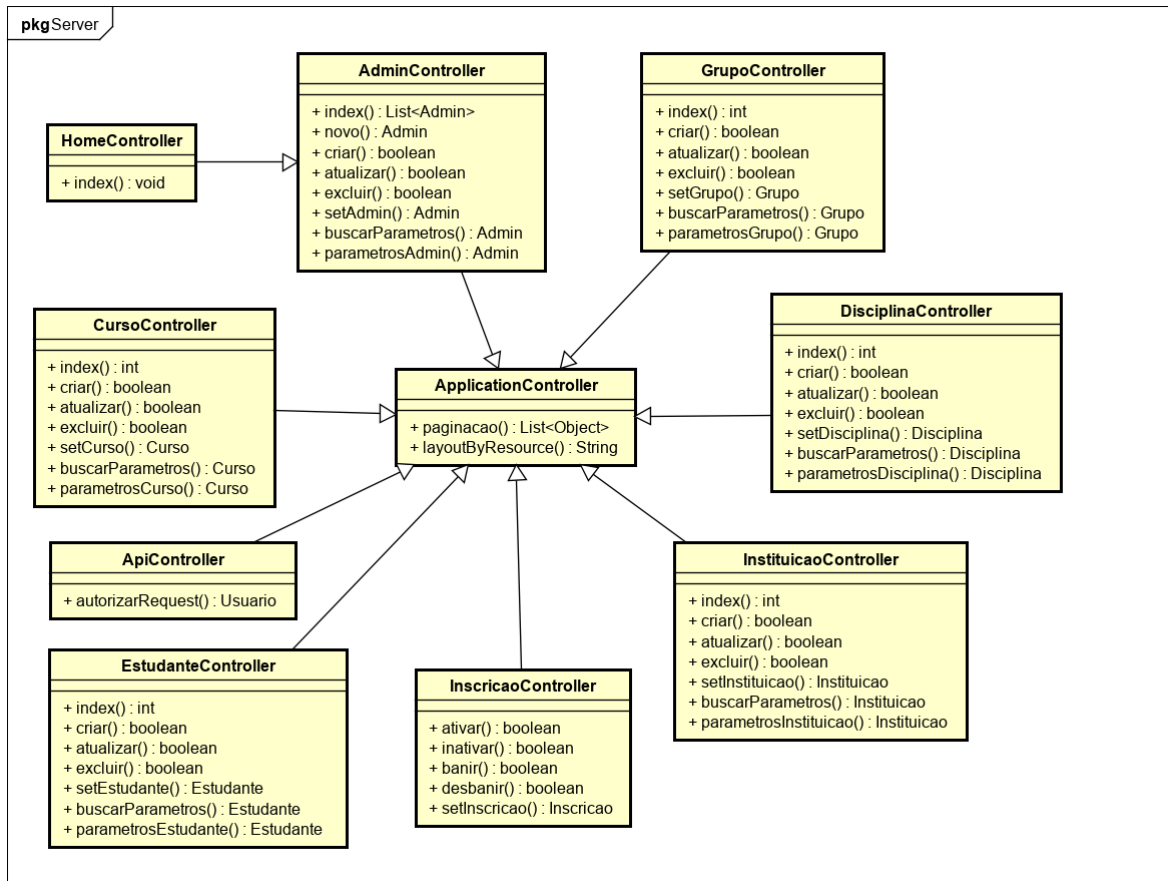 pkgServer
AdminController
+ index() : List<Admin>
+ novo() : Admin
+ criar() : boolean
+ atualizar() : boolean
+ excluir() : boolean
+ setAdmin() : Admin
+ buscarParametros() : Admin
+ parametrosAdmin() : Admin
GrupoController
+ index() : int
+ criar() : boolean
+ atualizar() : boolean
+ excluir() : boolean
+ setGrupo() : Grupo
+ buscarParametros() : Grupo
+ parametrosGrupo() : Grupo
HomeController
+ index() : void
CursoController
+ index() : int
+ criar() : boolean
+ atualizar() : boolean
+ excluir() : boolean
+ setCurso() : Curso
+ buscarParametros() : Curso
+ parametrosCurso() : Curso
ApplicationController
+ paginacao() : List<Object>
+ layoutByResource() : String
DisciplinaController
+ index() : int
+ criar() : boolean
+ atualizar() : boolean
+ excluir() : boolean
+ setDisciplina() : Disciplina
+ buscarParametros() : Disciplina
+ parametrosDisciplina() : Disciplina
ApiController
+ autorizarRequest() : Usuario
EstudanteController
+ index() : int
+ criar() : boolean
+ atualizar() : boolean
+ excluir() : boolean
+ setEstudante() : Estudante
+ buscarParametros() : Estudante
+ parametrosEstudante() : Estudante
InscricaoController
+ ativar() : boolean
+ inativar() : boolean
+ banir() : boolean
+ desbanir() : boolean
+ setInscricao() : Inscricao
InstituicaoController
+ index() : int
+ criar() : boolean
+ atualizar() : boolean
+ excluir() : boolean
+ setInstituicao() : Instituicao
+ buscarParametros() : Instituicao
+ parametrosInstituicao() : Instituicao